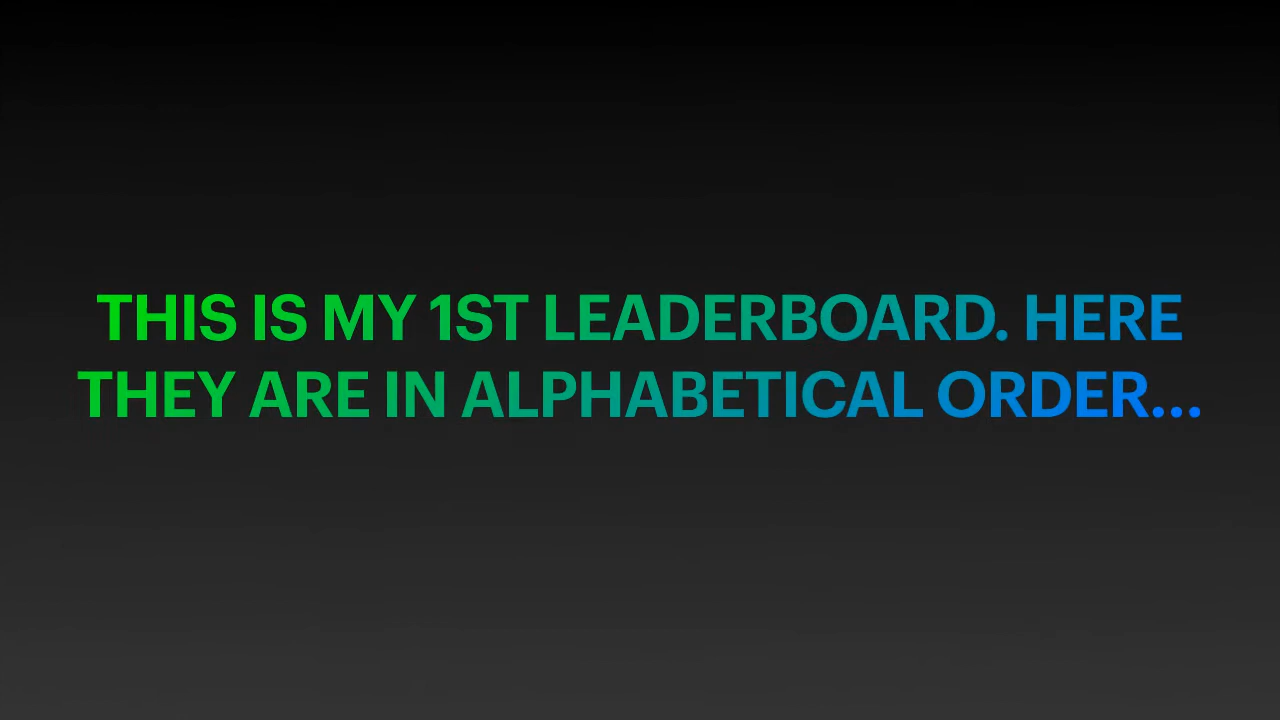 THIS IS MY 1ST LEADERBOARD. HERE
THEY ARE IN ALPHABETICAL ORDER...